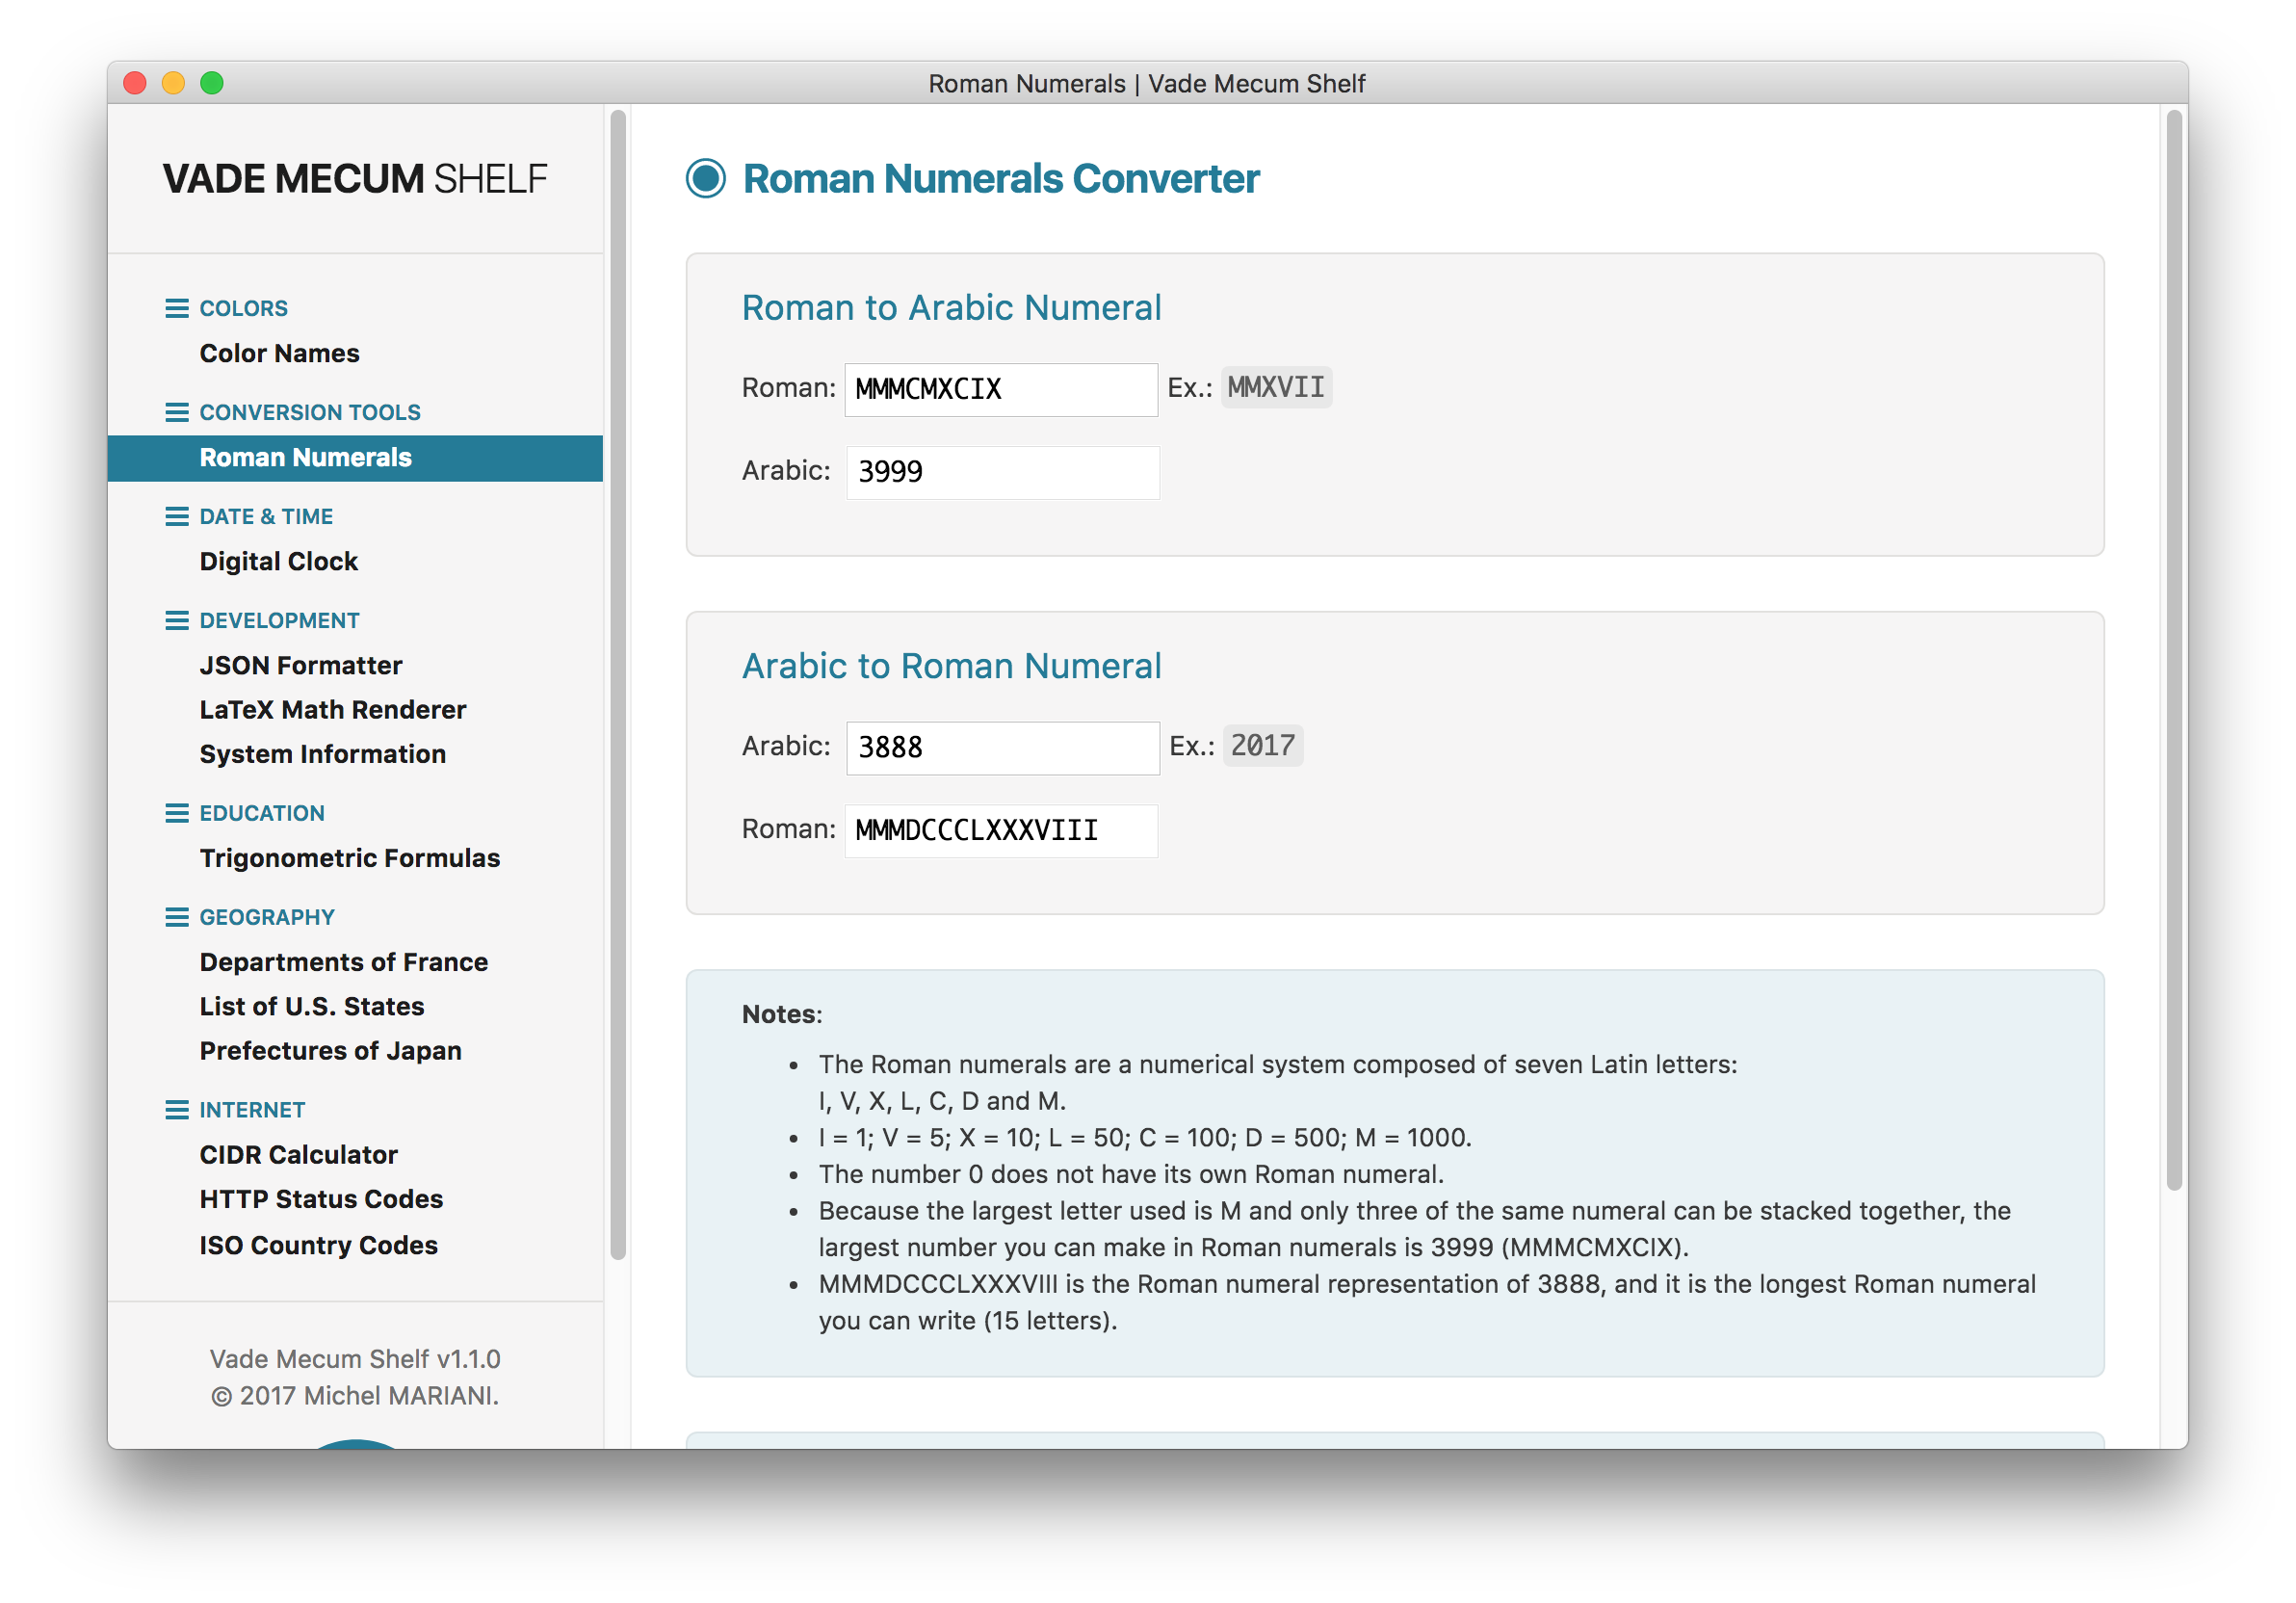 Roman Numerals | Vade Mecum Shelf
VADE MECUM SHELF
COLORS
Color Names
CONVERSION TOOLS
Roman Numerals
DATE & TIME
Digital Clock
DEVELOPMENT
JSON Formatter
LaTeX Math Renderer
System Information
EDUCATION
Trigonometric Formulas
GEOGRAPHY
Departments of France
List of U.S. States
Prefectures of Japan
INTERNET
CIDR Calculator
HTTP Status Codes
ISO Country Codes
Vade Mecum Shelf v1.1.0
© 2017 Michel MARIANI.
Roman Numerals Converter
Roman to Arabic Numeral
Roman: MMMCMXCIX Ex.: MMXVII
Arabic: 3999
Arabic to Roman Numeral
Arabic: 3888 Ex.: 2017
Roman: MMMDCCCLXXXVIII
Notes:
• The Roman numerals are a numerical system composed of seven Latin letters:
I, V, X, L, C, D and M.
• I = 1; V = 5; X = 10; L = 50; C = 100; D = 500; M = 1000.
• The number 0 does not have its own Roman numeral.
• Because the largest letter used is M and only three of the same numeral can be stacked together, the
largest number you can make in Roman numerals is 3999 (MMMCMXCIX).
• MMMDCCCLXXXVIII is the Roman numeral representation of 3888, and it is the longest Roman numeral
you can write (15 letters).